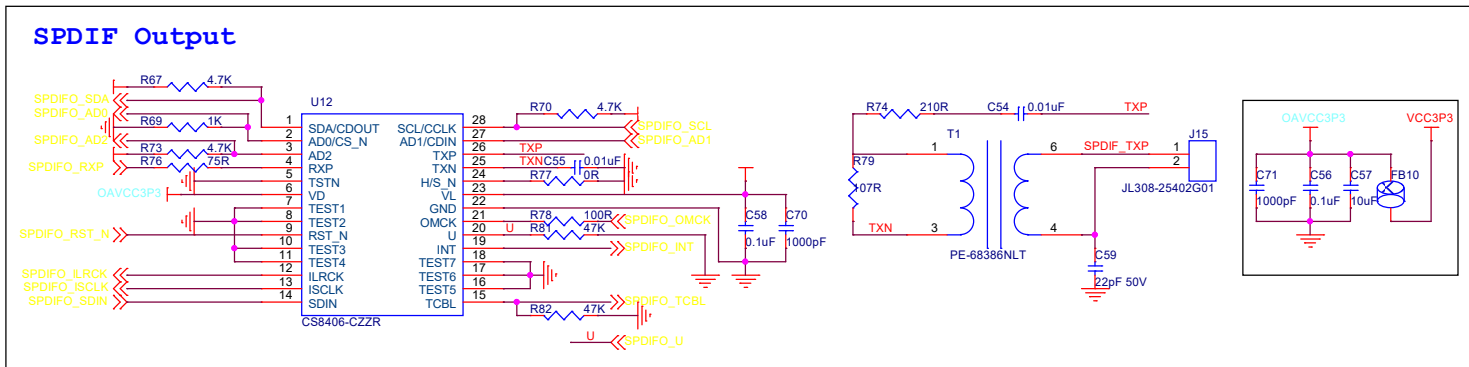 SPDIF Output
R67 4.7K
SPDIFO_SDA
SPDIFO_AD0
R69 1K
SPDIFO_AD2
R73 4.7K
SPDIFO_RXP R76 75R
OAVCC3P3
SPDIFO_RST_N
SPDIFO_ILRCK
SPDIFO_ISCLK
SPDIFO_SDIN
U12
1 SDA/CDOUT SCL/CCLK 28
2 AD0/CS_N AD1/CDIN 27
3 AD2 TXP 26
4 RXP TXN 25
5 TSTN H/S_N 24
6 VD VL 23
7 TEST1 GND 22
8 TEST2 OMCK 21
9 RST_N U 20
10 TEST3 INT 19
11 TEST4 TEST7 18
12 ILRCK TEST6 17
13 ISCLK TEST5 16
14 SDIN TCBL 15
CS8406-CZZR
R70 4.7K
SPDIFO_SCL
SPDIFO_AD1
TXP
TXN C55 0.01uF
R77 0R
R78 100R SPDIFO_OMCK
U R81 47K
SPDIFO_INT
SPDIFO_TCBL
R82 47K
U SPDIFO_U
C58
0.1uF
C70
1000pF
R74 210R C54 0.01uF TXP
T1
R79
07R
TXN
1
3
6
4
PE-68386NLT
SPDIF_TXP
J15
1
2
JL308-25402G01
C59
22pF 50V
OAVCC3P3 VCC3P3
C71
1000pF
C56
0.1uF
C57
10uF
FB10